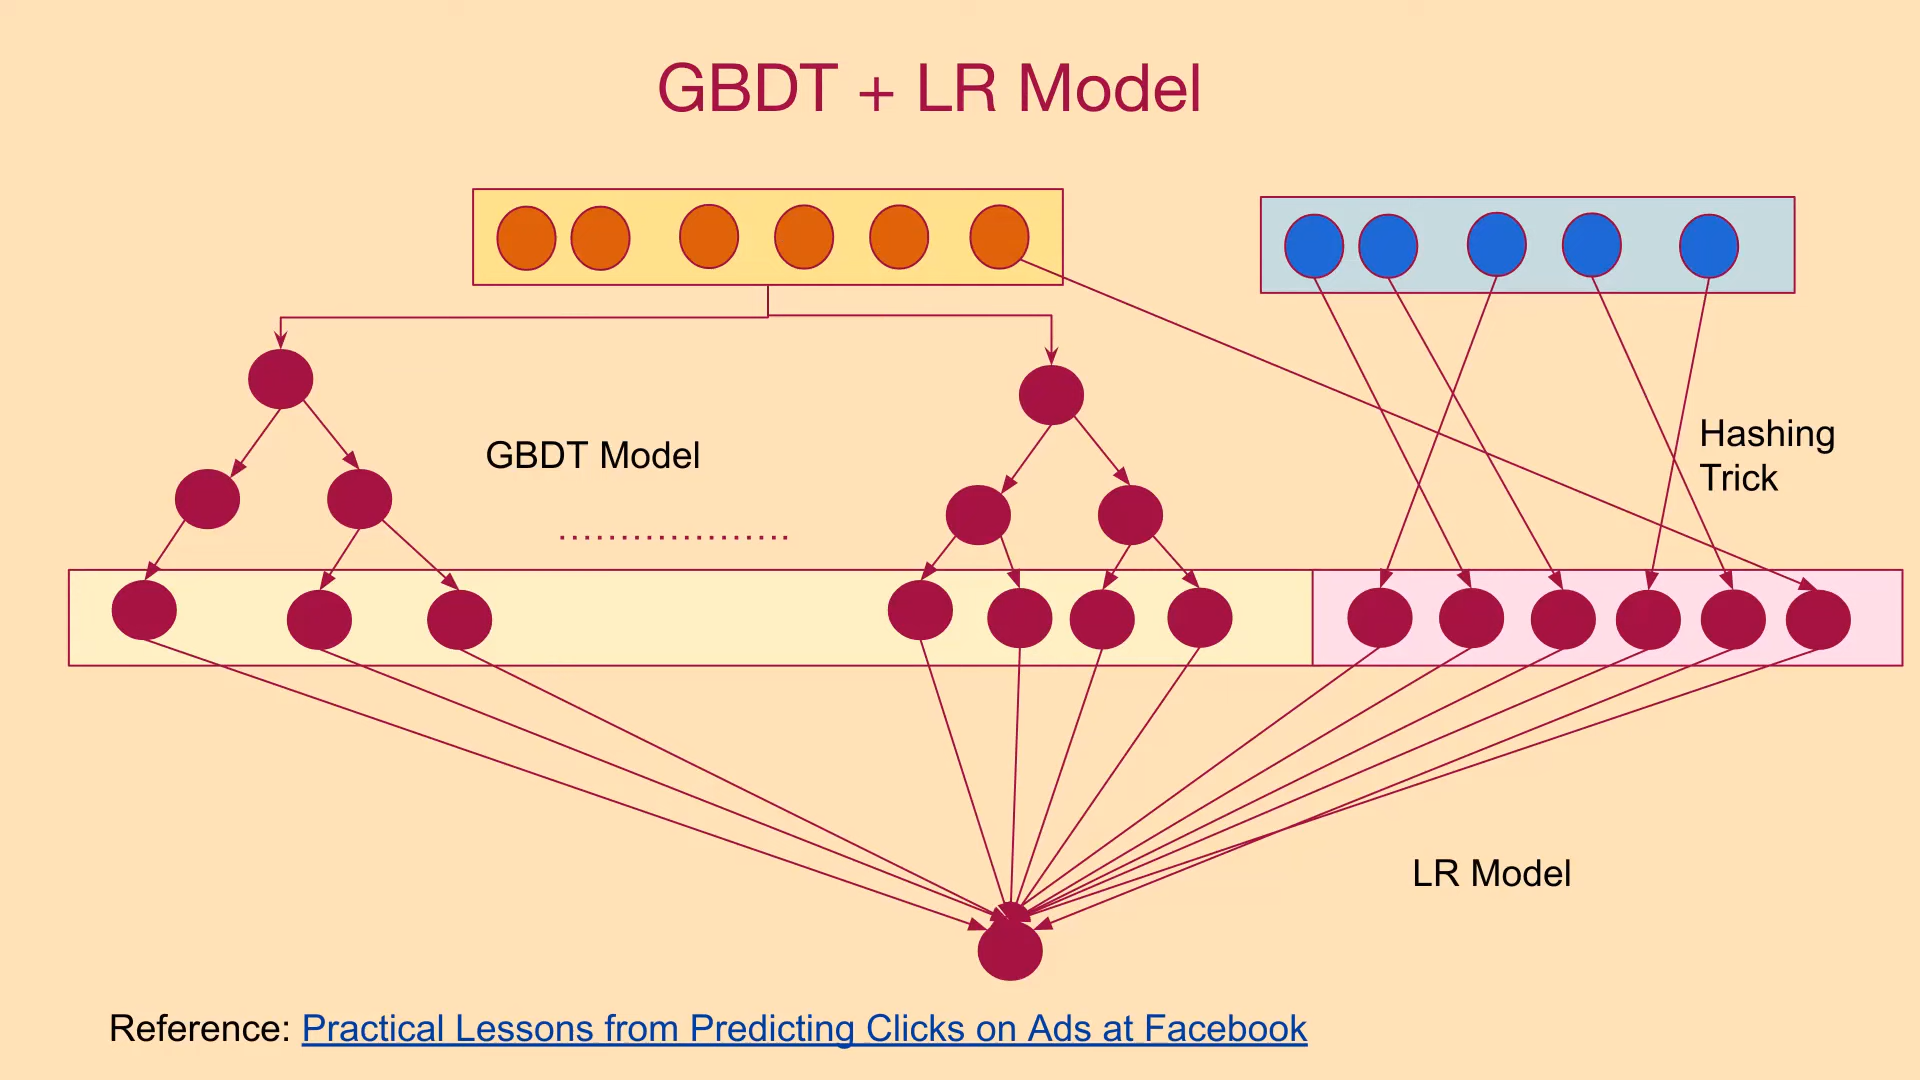 GBDT + LR Model
GBDT Model
Hashing
Trick
LR Model
Reference: Practical Lessons from Predicting Clicks on Ads at Facebook